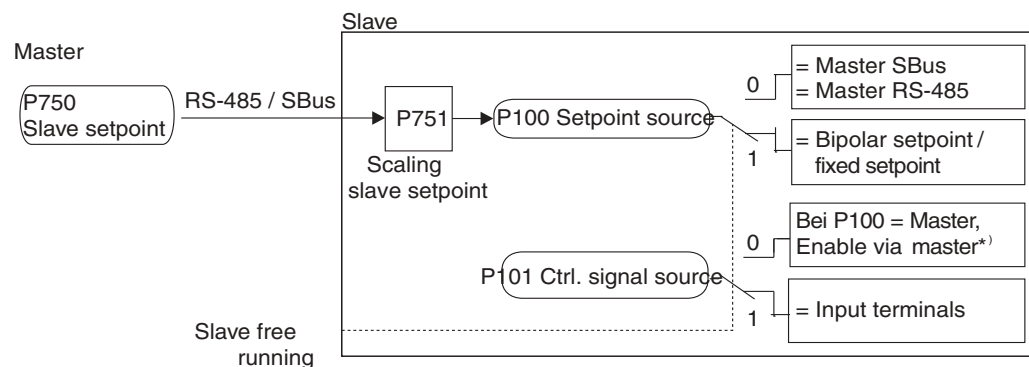 Slave
Master
P750
Slave setpoint
RS-485 / SBus
P751
Scaling
slave setpoint
P100 Setpoint source
0
= Master SBus
= Master RS-485
1
= Bipolar setpoint /
fixed setpoint
P101 Ctrl. signal source
0
Bei P100 = Master,
Enable via master*)
1
= Input terminals
Slave free
running